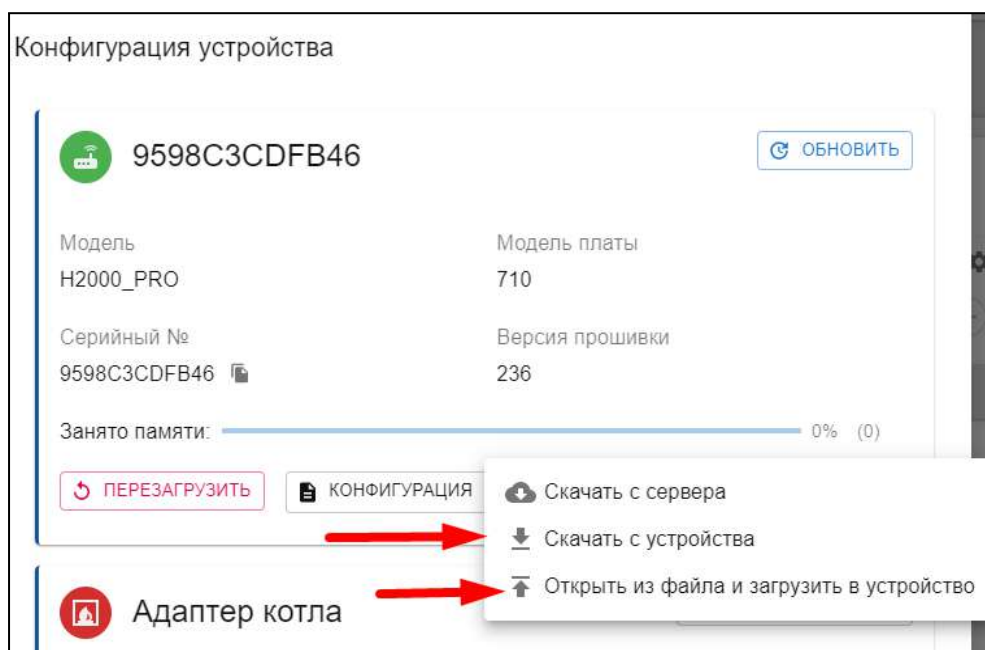 Конфигурация устройства
9598C3CDFB46
ОБНОВИТЬ
Модель
Модель платы
H2000_PRO
710
Серийный №
Версия прошивки
9598C3CDFB46
236
Занято памяти:
0% (0)
ПЕРЕЗАГРУЗИТЬ
КОНФИГУРАЦИЯ
Скачать с сервера
Скачать с устройства
Открыть из файла и загрузить в устройство
Адаптер котла